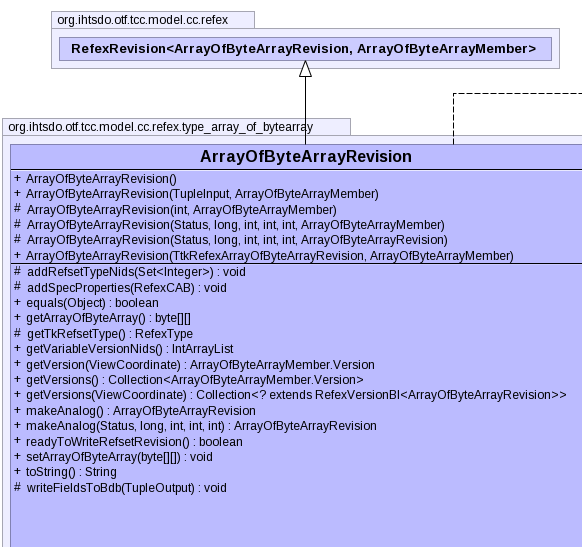 org.ihtsdo.otf.tcc.model.cc.refex
RefexRevision<ArrayOfByteArrayRevision, ArrayOfByteArrayMember>
org.ihtsdo.otf.tcc.model.cc.refex.type_array_of_bytearray
ArrayOfByteArrayRevision
+ ArrayOfByteArrayRevision()
+ ArrayOfByteArrayRevision(TupleInput, ArrayOfByteArrayMember)
# ArrayOfByteArrayRevision(int, ArrayOfByteArrayMember)
# ArrayOfByteArrayRevision(Status, long, int, int, int, ArrayOfByteArrayMember)
# ArrayOfByteArrayRevision(Status, long, int, int, int, ArrayOfByteArrayRevision)
+ ArrayOfByteArrayRevision(TtkRefexArrayOfByteArrayRevision, ArrayOfByteArrayMember)
# addRefsetTypeNids(Set<Integer>) : void
# addSpecProperties(RefexCAB) : void
+ equals(Object) : boolean
+ getArrayOfByteArray() : byte[][]
# getTkRefsetType() : RefexType
+ getVariableVersionNids() : IntArrayList
+ getVersion(ViewCoordinate) : ArrayOfByteArrayMember.Version
+ getVersions() : Collection<ArrayOfByteArrayMember.Version>
+ getVersions(ViewCoordinate) : Collection<? extends RefexVersionBI<ArrayOfByteArrayRevision>>
+ makeAnalog() : ArrayOfByteArrayRevision
+ makeAnalog(Status, long, int, int, int) : ArrayOfByteArrayRevision
+ readyToWriteRefsetRevision() : boolean
+ setArrayOfByteArray(byte[][]) : void
+ toString() : String
# writeFieldsToBdb(TupleOutput) : void